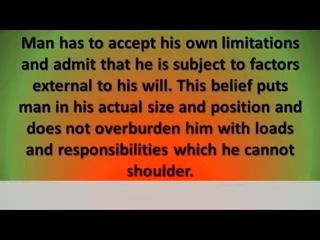 Man has to accept his own limitations
and admit that he is subject to factors
external to his will. This belief puts
man in his actual size and position and
does not overburden him with loads
and responsibilities which he cannot
shoulder.